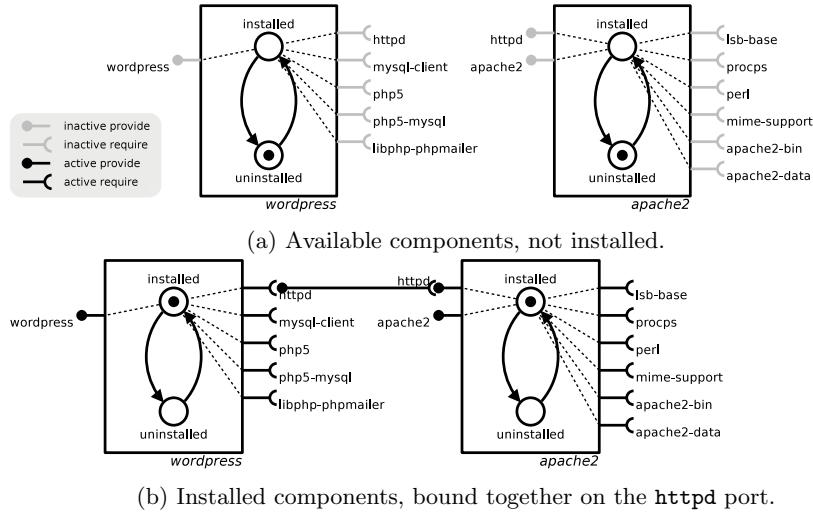 installed
httpd
mysql-client
php5
php5-mysql
libphp-phpmailer
wordpress
uninstalled
wordpress
installed
httpd
apache2
lsb-base
procps
perl
mime-support
apache2-bin
apache2-data
uninstalled
apache2
inactive provide
inactive require
active provide
active require
(a) Available components, not installed.
installed
httpd
mysql-client
php5
php5-mysql
libphp-phpmailer
wordpress
uninstalled
wordpress
installed
httpd
apache2
lsb-base
procps
perl
mime-support
apache2-bin
apache2-data
uninstalled
apache2
(b) Installed components, bound together on the httpd port.